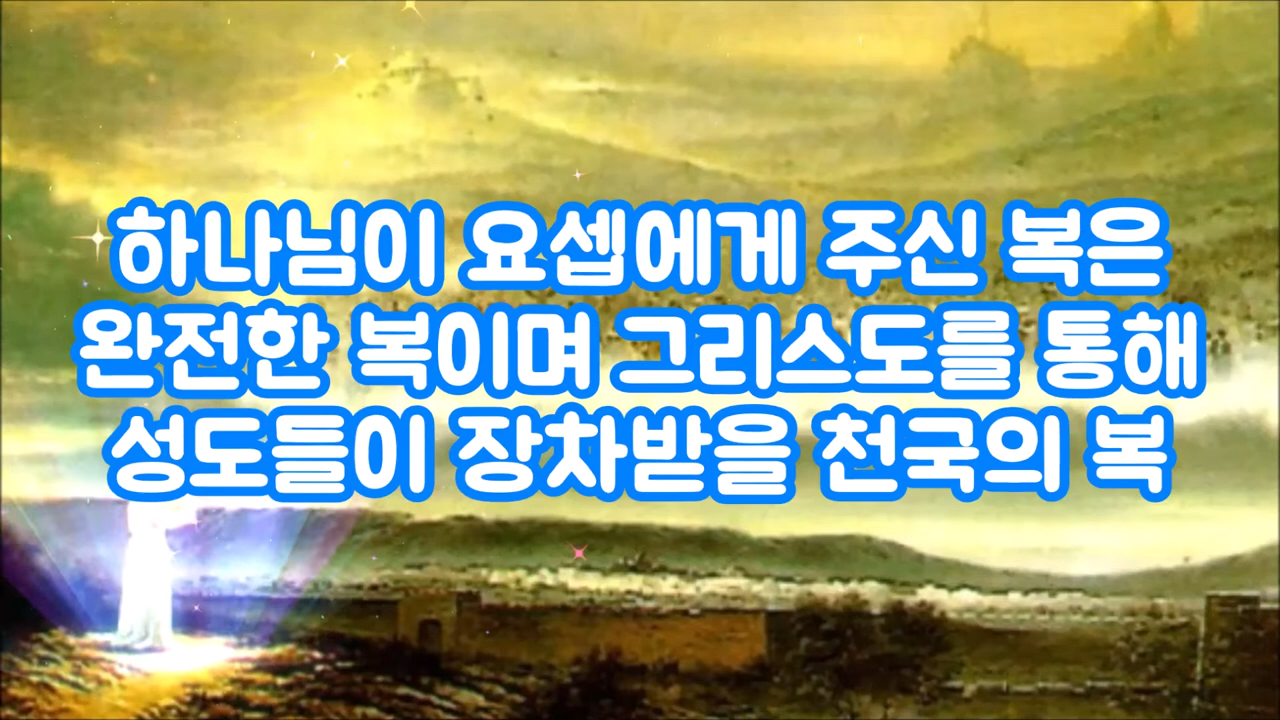 하나님이 요셉에게 주신 복은
완전한 복이며 그리스도를 통해
성도들이 장차받을 천국의 복